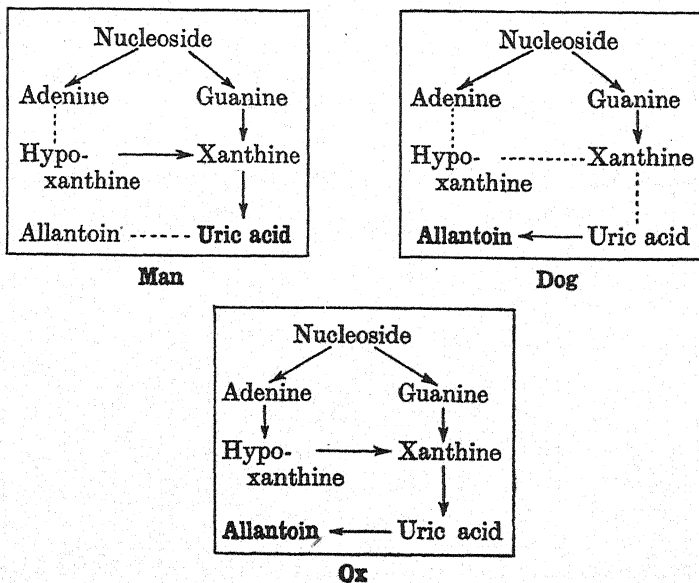 Nucleoside
Adenine Guanine
Hypo- Xanthine
xanthine
Allantoin Uric acid
Man
Nucleoside
Adenine Guanine
Hypo- Xanthine
xanthine
Allantoin Uric acid
Dog
Nucleoside
Adenine Guanine
Hypo- Xanthine
xanthine
Allantoin Uric acid
Ox